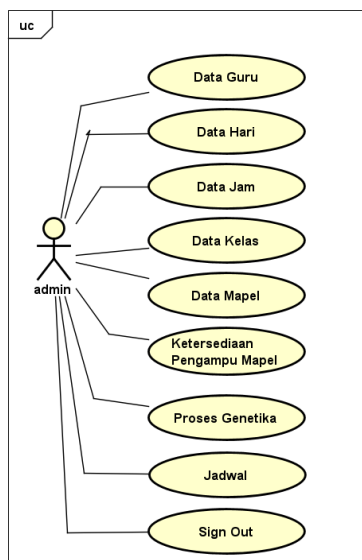 uc
Data Guru
Data Hari
Data Jam
Data Kelas
admin
Data Mapel
Ketersediaan
Pengampu Mapel
Proses Genetika
Jadwal
Sign Out